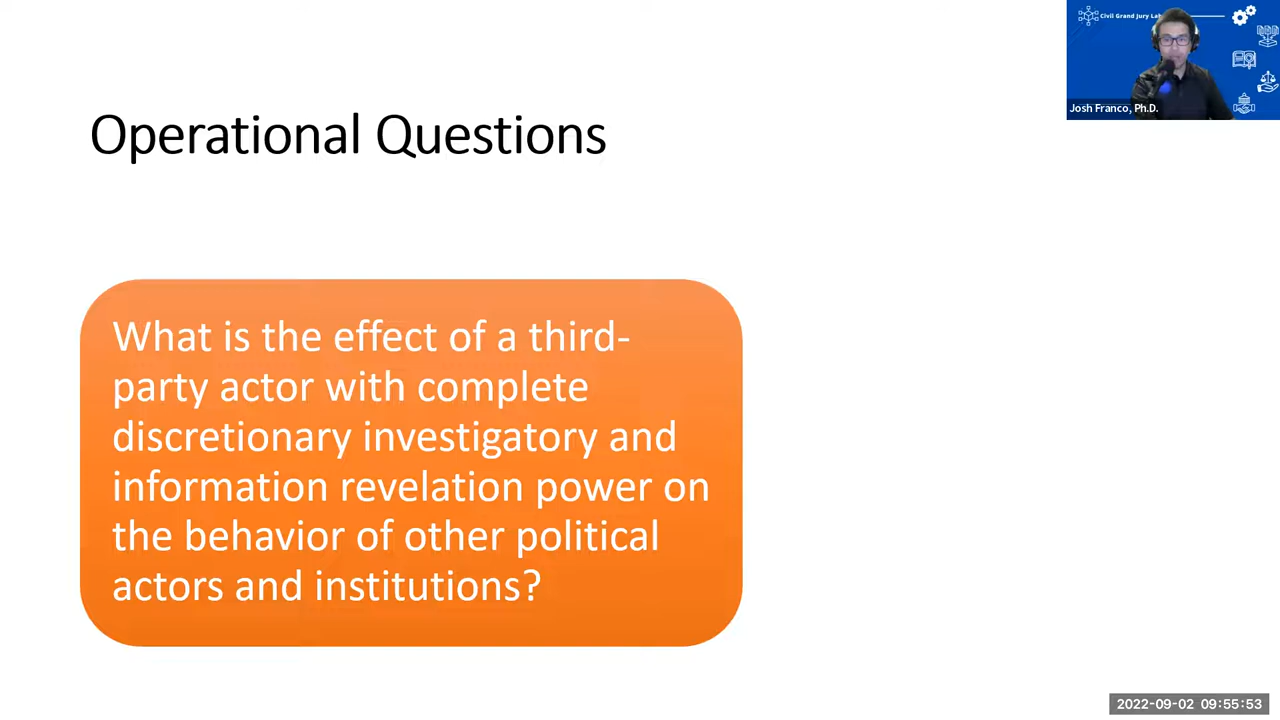 Civil Grand Jury
Josh Franco, Ph.D.
Operational Questions
What is the effect of a third-
party actor with complete
discretionary investigatory and
information revelation power on
the behavior of other political
actors and institutions?
2022-09-02 09:55:53